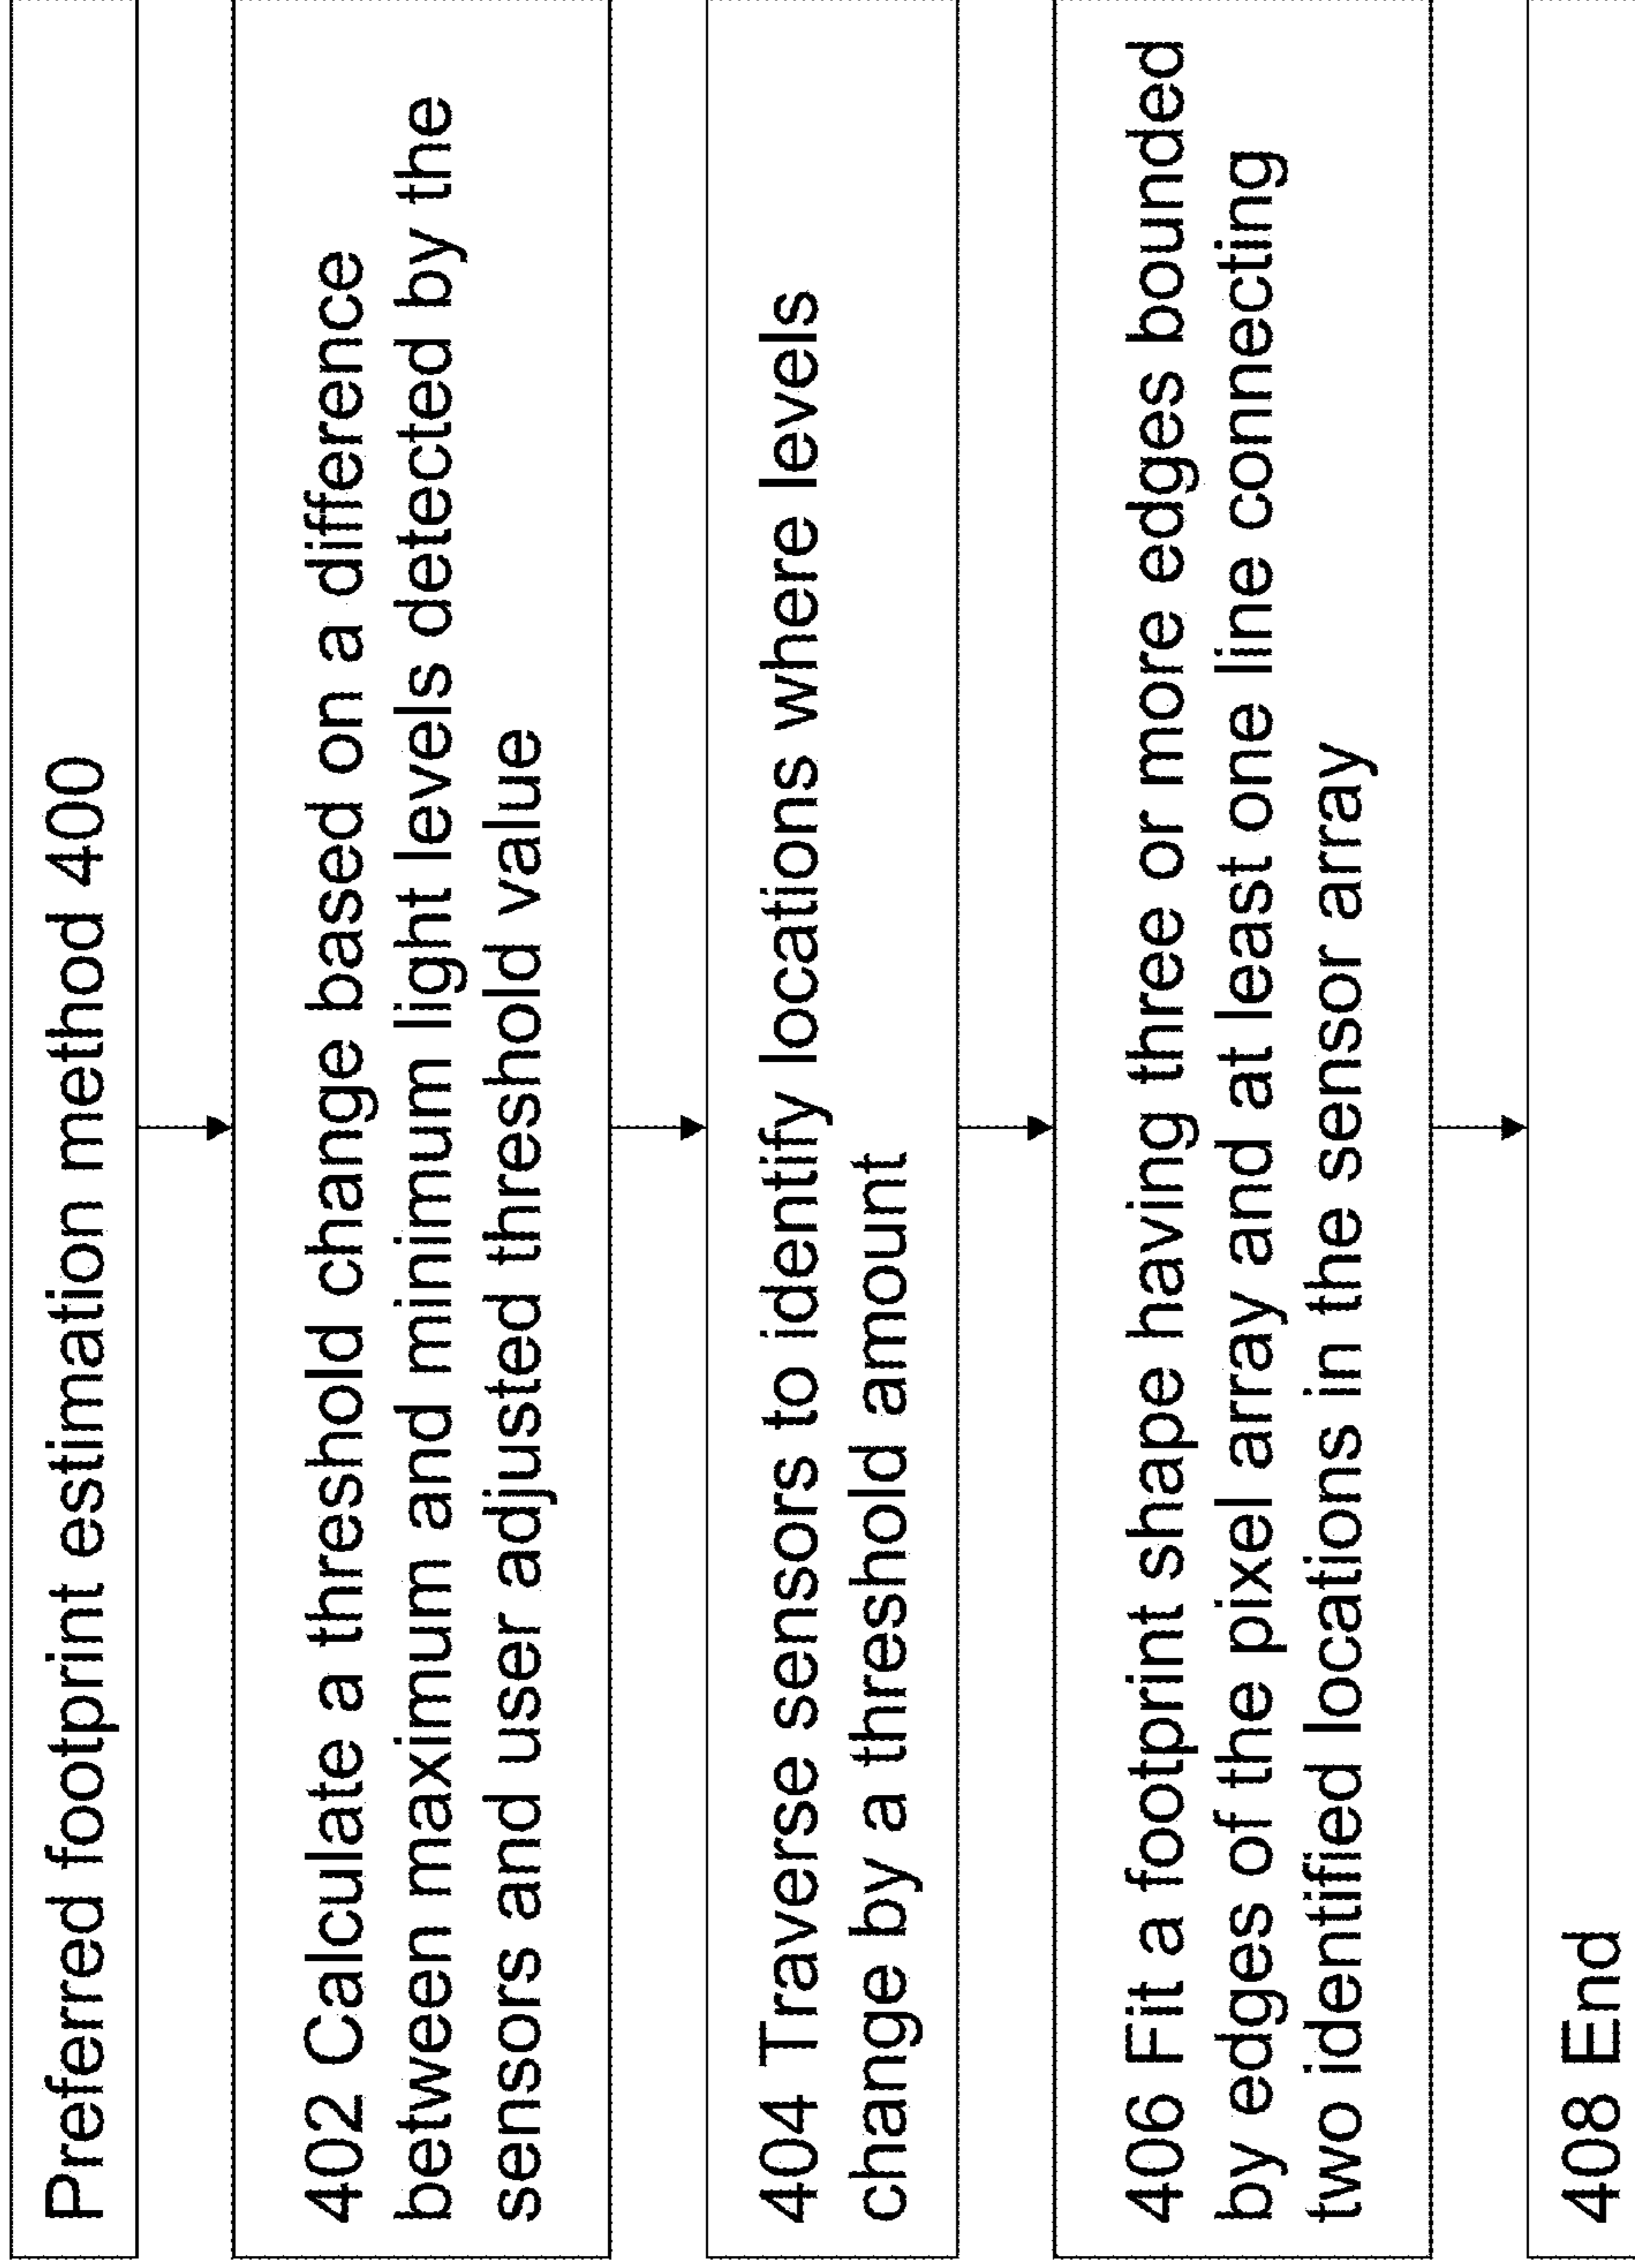 Preferred footprint estimation method 400
402 Calculate a threshold change based on a difference
between maximum and minimum light levels detected by the
sensors and user adjusted threshold value
404 Traverse sensors to identify locations where levels
change by a threshold amount
406 Fit a footprint shape having three or more edges bounded
by edges of the pixel array and at least one line connecting
two identified locations in the sensor array
408 End